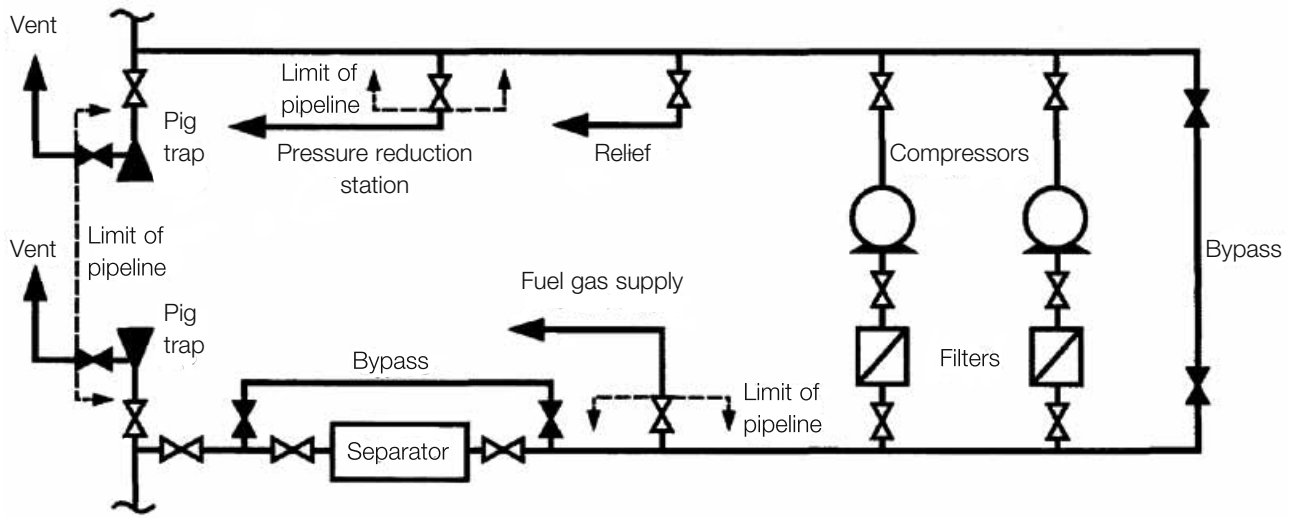 Vent
Limit of
pipeline
Pig
trap
Pressure reduction
station
Relief
Compressors
Vent
Limit of
pipeline
Bypass
Fuel gas supply
Pig
trap
Bypass
Filters
Limit of
pipeline
Separator